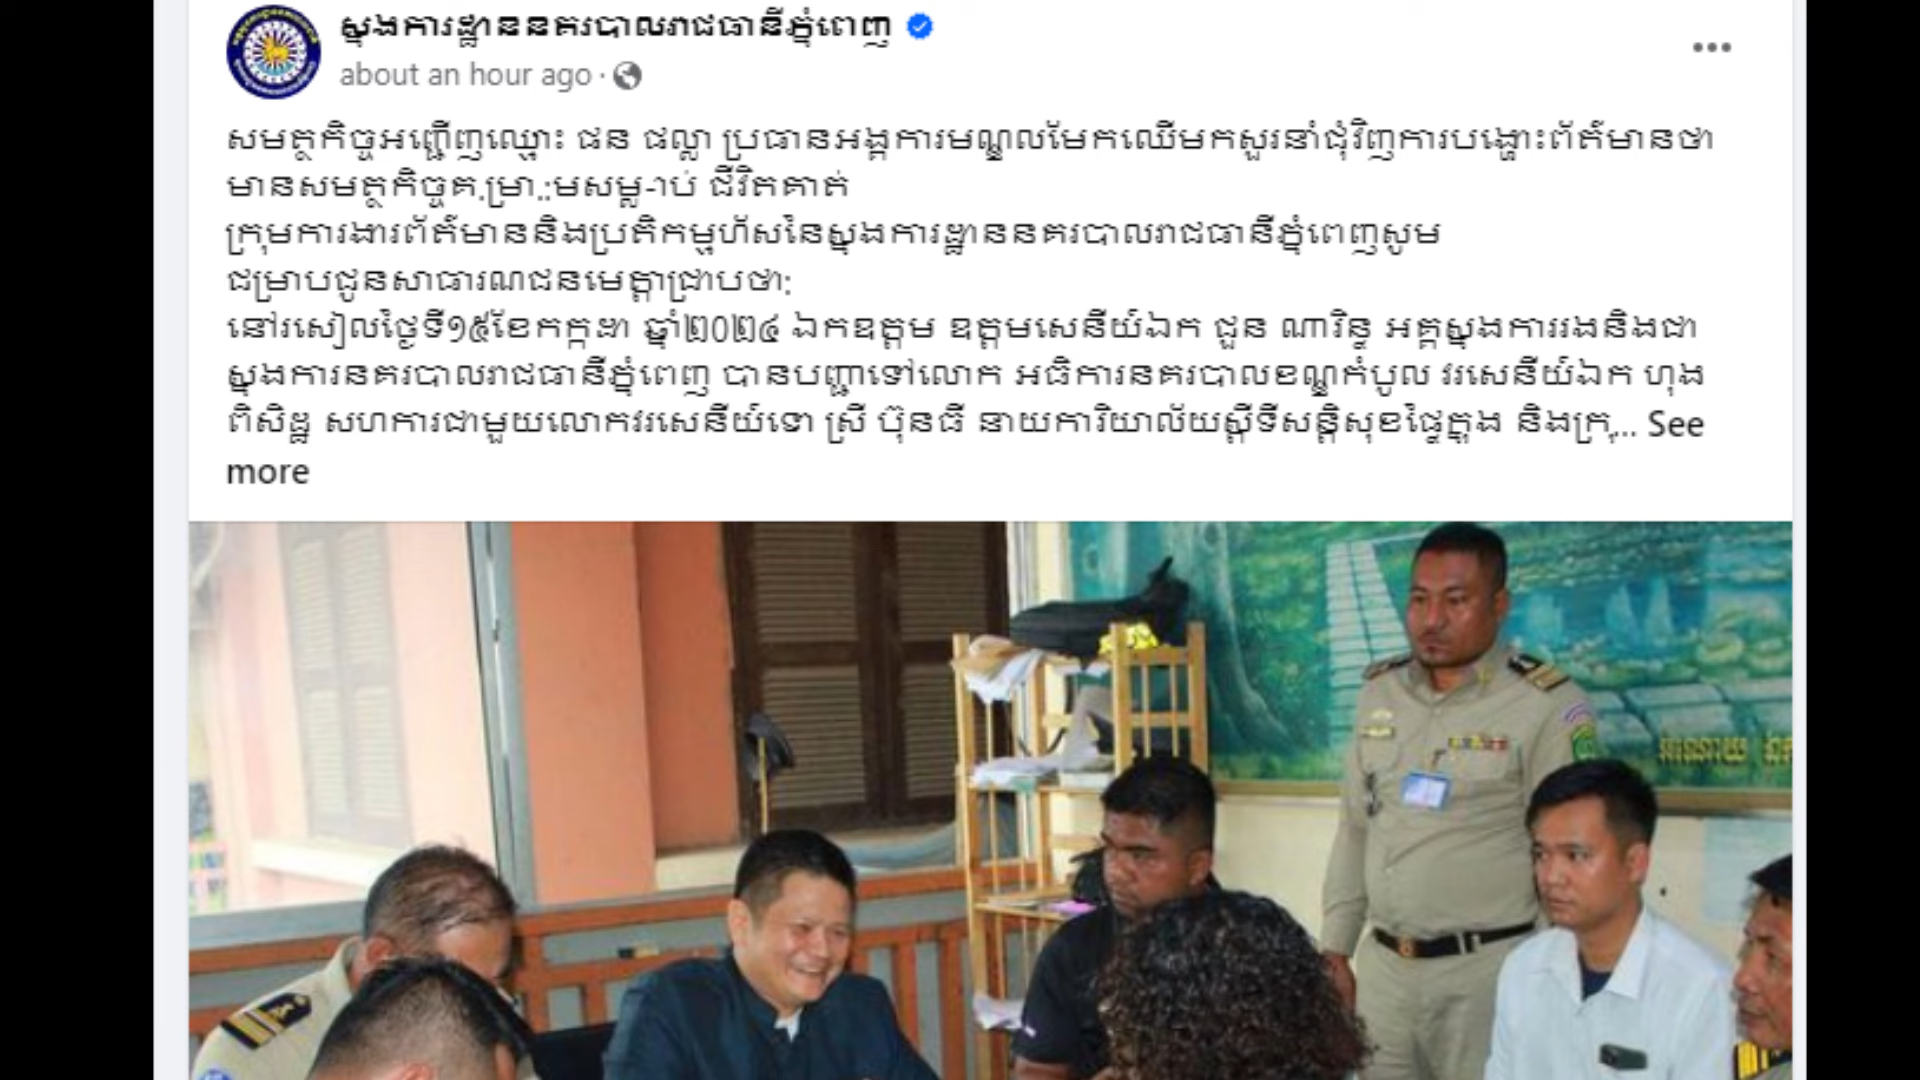 ស្នងការដ្ឋាននគរបាលរាជធានីភ្នំពេញ
about an hour ago ·
សមត្ថកិច្ចអញ្ជើញឈ្មោះ ផន ផល្លា ប្រធានអង្គការមណ្ឌលមែកឈើមកសួរនាំជុំវិញការបង្ហោះព័ត៌មានថា
មានសមត្ថកិច្ចគ.ម្រា.:មសម្ល-ាប់ ជីវិតគាត់
ក្រុមការងារព័ត៌មាននិងប្រតិកម្មហ័សនៃស្នងការដ្ឋាននគរបាលរាជធានីភ្នំពេញសូម
ជម្រាបជូនសាធារណជនមេត្តាជ្រាបថា:
នៅរសៀលថ្ងៃទី១៥ខែកក្កដា ឆ្នាំ២០២៤ ឯកឧត្តម ឧត្តមសេនីយ៍ឯក ជួន ណារិន្ទ អគ្គស្នងការរងនិងជា
ស្នងការនគរបាលរាជធានីភ្នំពេញ បានបញ្ជាទៅលោក អធិការនគរបាលខណ្ឌកំបូល វរសេនីយ៍ឯក ហុង
ពិសិដ្ឋ សហការជាមួយលោកវរសេនីយ៍ទោ ស្រី ប៊ុនធី នាយការិយាល័យស្តីទីសន្តិសុខផ្ទៃក្នុង និងក្រុ... See
more